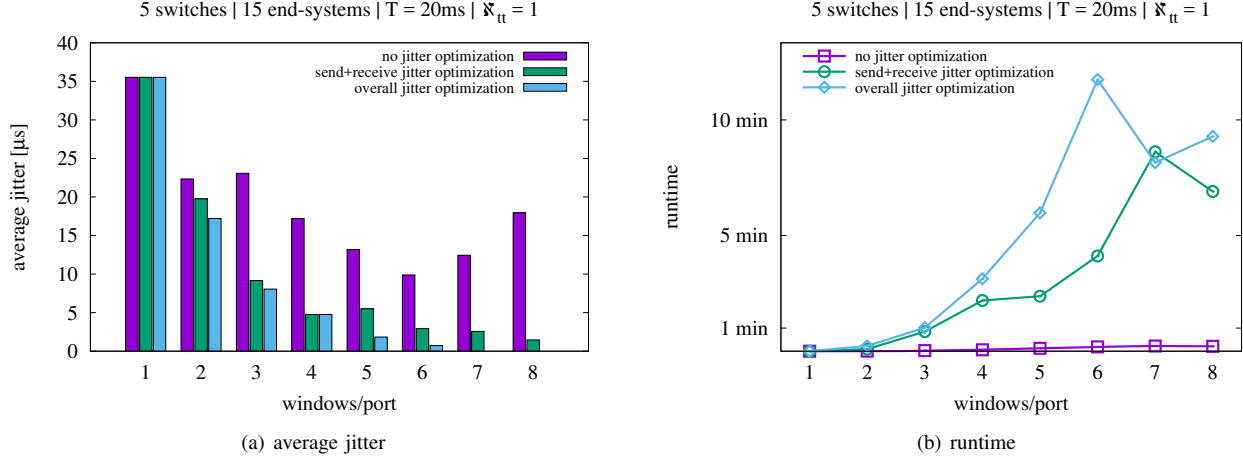 5 switches | 15 end-systems | T = 20ms | ℵtt = 1
40
35
30
25
20
15
10
5
0
average jitter [µs]
no jitter optimization
send+receive jitter optimization
overall jitter optimization
1 2 3 4 5 6 7 8
windows/port
(a) average jitter
5 switches | 15 end-systems | T = 20ms | ℵtt = 1
10 min
5 min
1 min
runtime
no jitter optimization
send+receive jitter optimization
overall jitter optimization
1 2 3 4 5 6 7 8
windows/port
(b) runtime